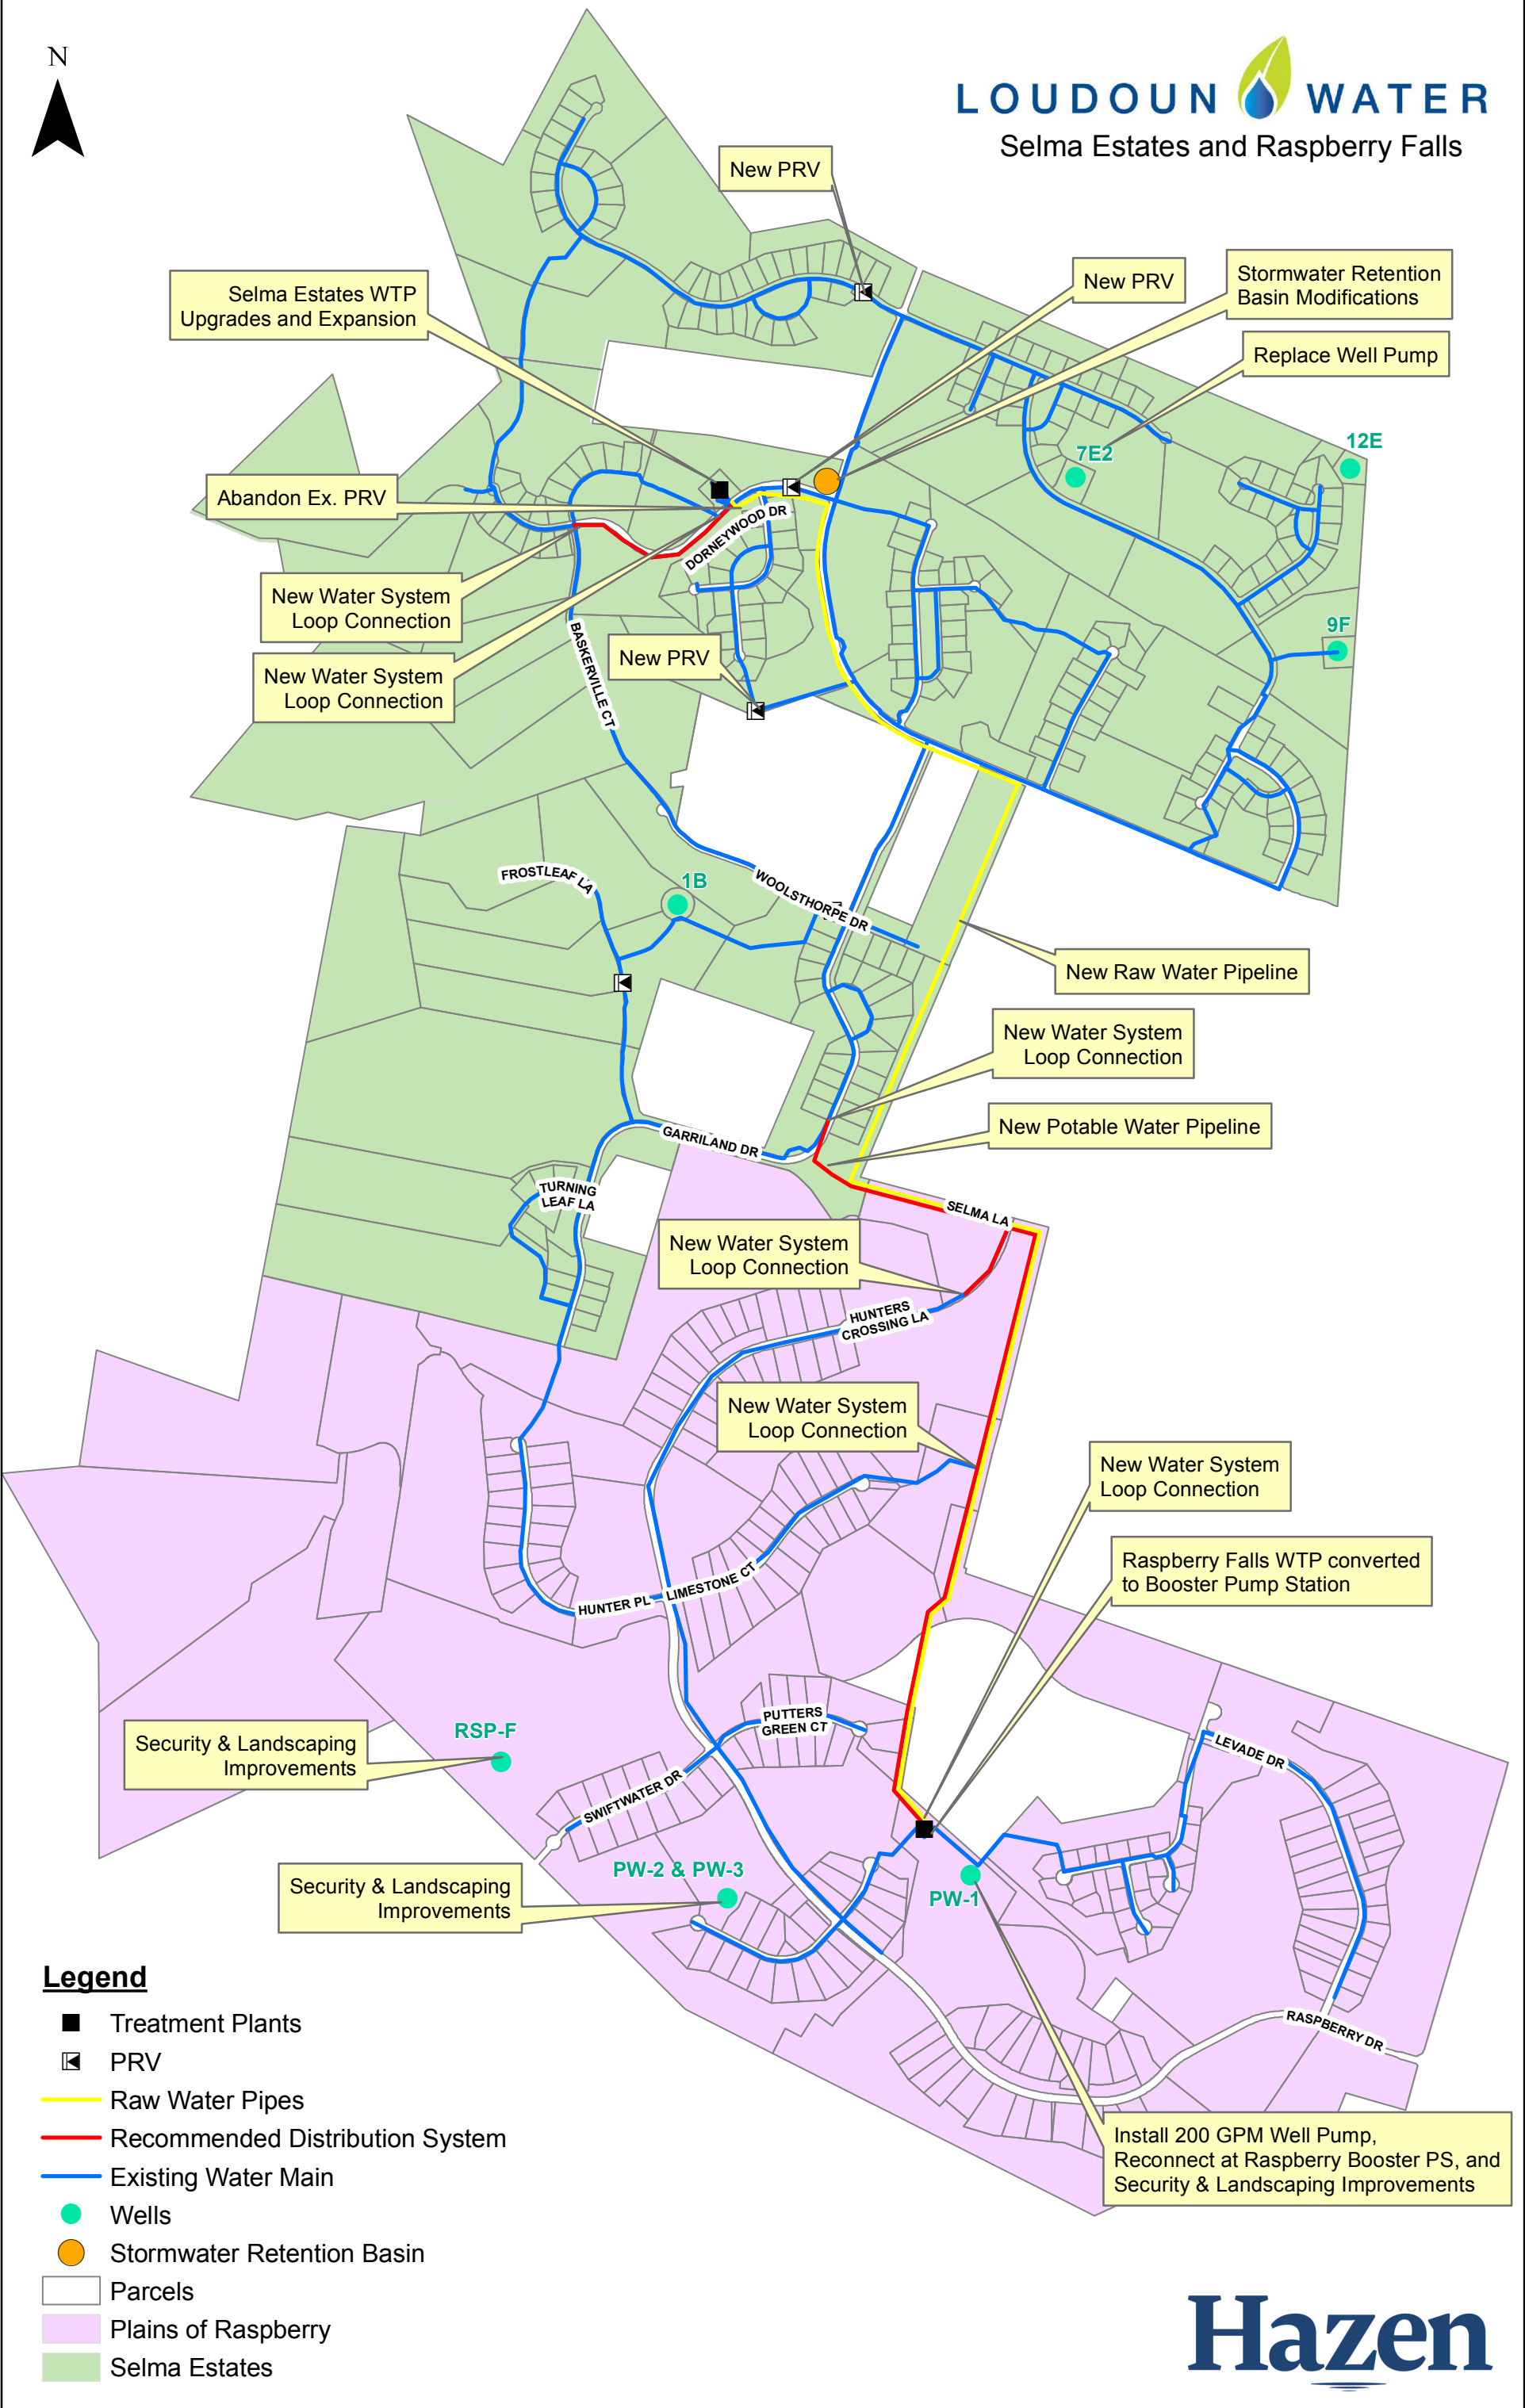 N
LOUDOUN WATER
Selma Estates and Raspberry Falls
New PRV
Selma Estates WTP
Upgrades and Expansion
New PRV
Stormwater Retention
Basin Modifications
Replace Well Pump
12E
7E2
Abandon Ex. PRV
DORNEYWOOD DR
New Water System
Loop Connection
9F
BASKERVILLE CT
New PRV
New Water System
Loop Connection
FROSTLEAF LA
1B
WOOLSTHORPE DR
New Raw Water Pipeline
New Water System
Loop Connection
New Potable Water Pipeline
GARRILAND DR
TURNING
LEAF LA
SELMA LA
New Water System
Loop Connection
HUNTERS
CROSSING LA
New Water System
Loop Connection
New Water System
Loop Connection
Raspberry Falls WTP converted
to Booster Pump Station
HUNTER PL
LIMESTONE CT
PUTTERS
GREEN CT
RSP-F
Security & Landscaping
Improvements
LEVADE DR
SWIFTWATER DR
PW-2 & PW-3
Security & Landscaping
Improvements
PW-1
RASPBERRY DR
Install 200 GPM Well Pump,
Reconnect at Raspberry Booster PS, and
Security & Landscaping Improvements
Legend
Treatment Plants
PRV
Raw Water Pipes
Recommended Distribution System
Existing Water Main
Wells
Stormwater Retention Basin
Parcels
Plains of Raspberry
Selma Estates
Hazen